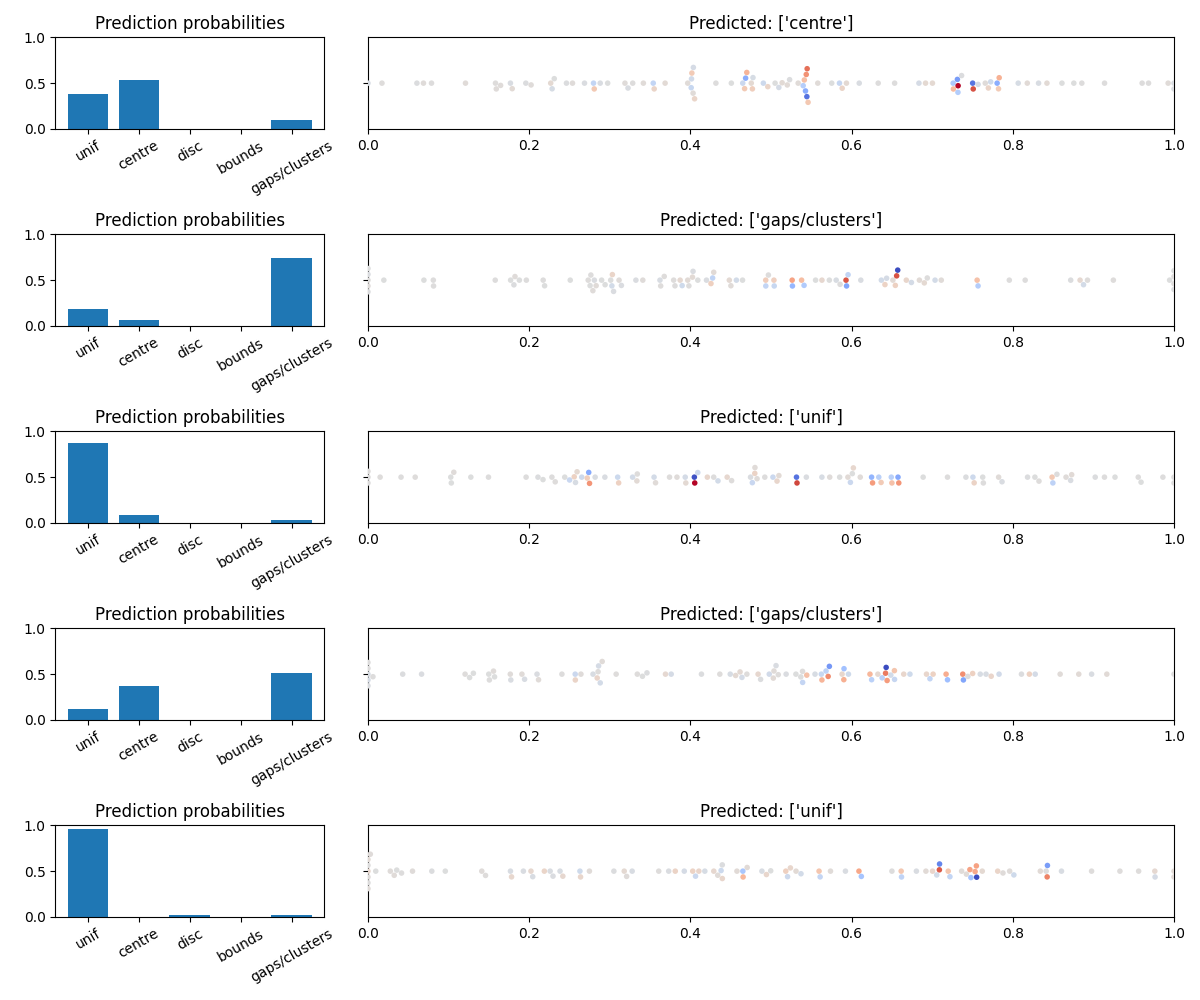 Prediction probabilities
Predicted: ['centre']
1.0
0.5
0.0
unif
centre
disc
bounds
gaps/clusters
0.0 0.2 0.4 0.6 0.8 1.0
Prediction probabilities
Predicted: ['gaps/clusters']
1.0
0.5
0.0
unif
centre
disc
bounds
gaps/clusters
0.0 0.2 0.4 0.6 0.8 1.0
Prediction probabilities
Predicted: ['unif']
1.0
0.5
0.0
unif
centre
disc
bounds
gaps/clusters
0.0 0.2 0.4 0.6 0.8 1.0
Prediction probabilities
Predicted: ['gaps/clusters']
1.0
0.5
0.0
unif
centre
disc
bounds
gaps/clusters
0.0 0.2 0.4 0.6 0.8 1.0
Prediction probabilities
Predicted: ['unif']
1.0
0.5
0.0
unif
centre
disc
bounds
gaps/clusters
0.0 0.2 0.4 0.6 0.8 1.0